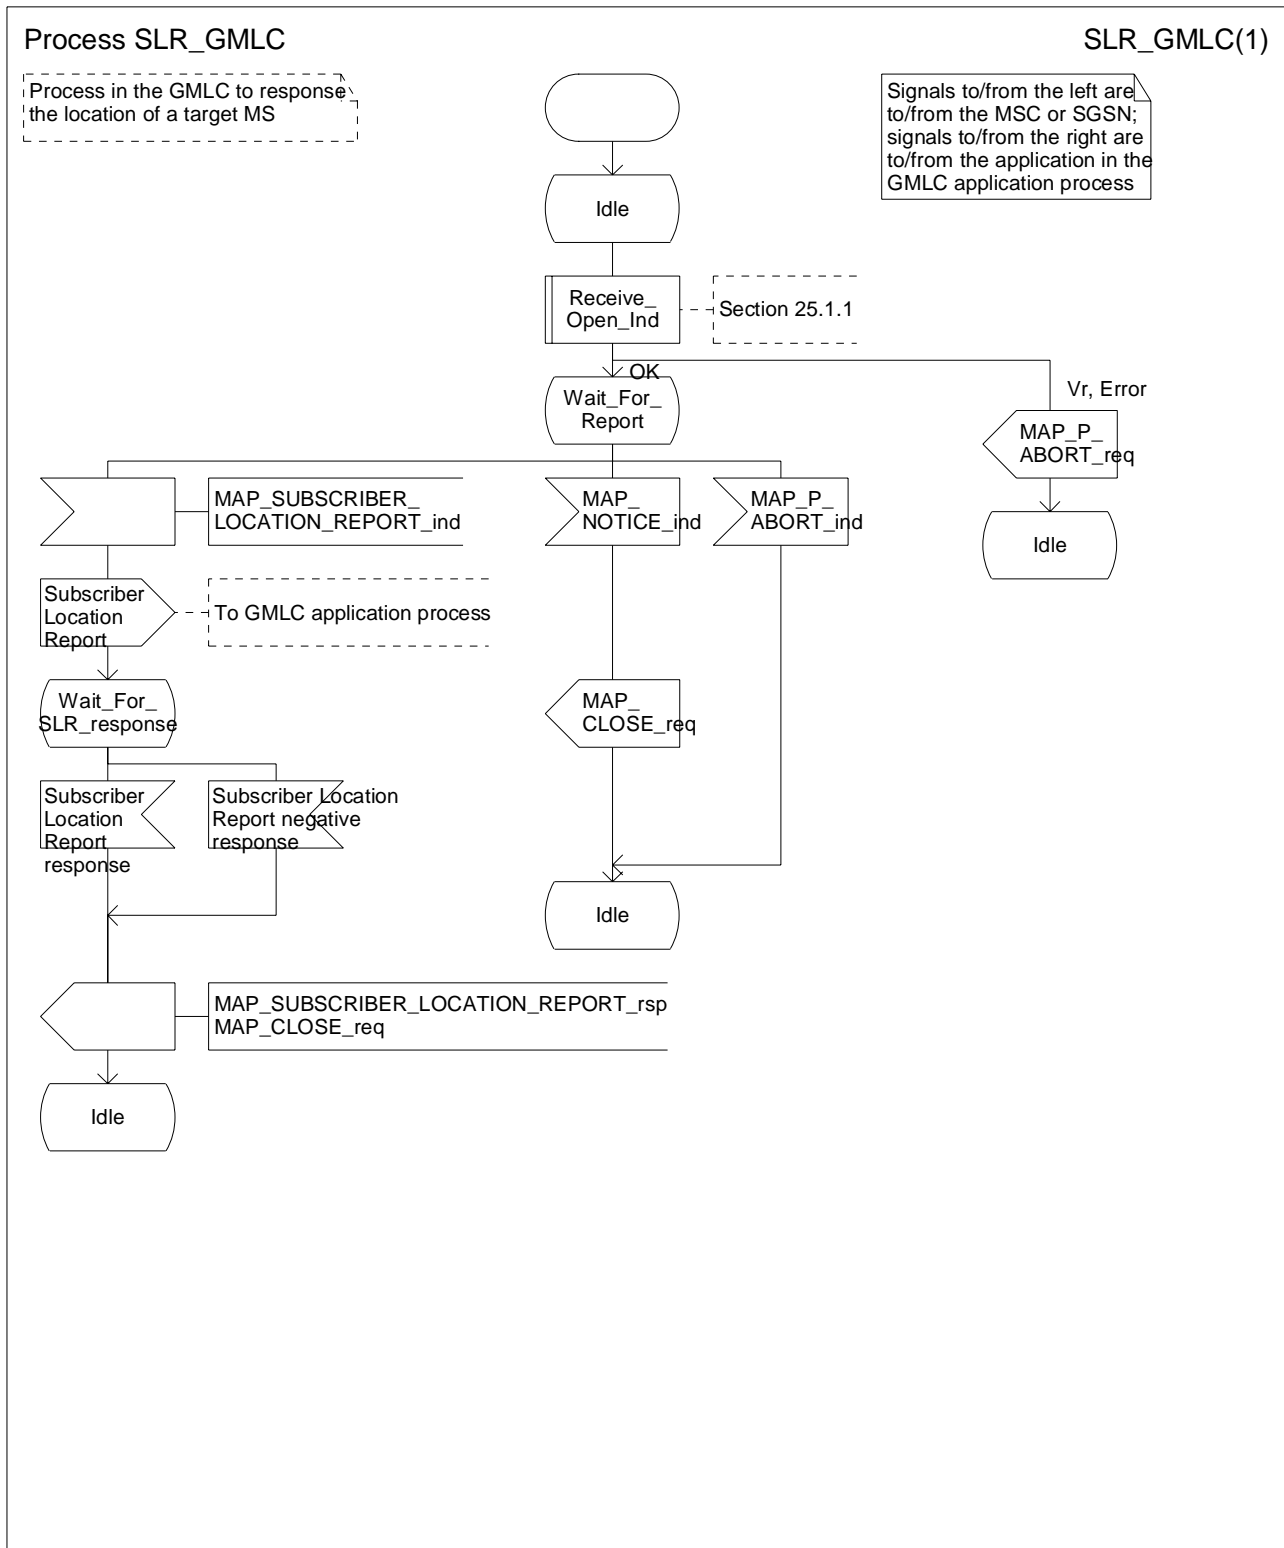 Process SLR_GMLC
SLR_GMLC(1)
Process in the GMLC to response
the location of a target MS
Signals to/from the left are
to/from the MSC or SGSN;
signals to/from the right are
to/from the application in the
GMLC application process
Idle
Receive_
Open_Ind
Section 25.1.1
OK
Vr, Error
Wait_For_
Report
MAP_P_
ABORT_req
Idle
MAP_SUBSCRIBER_
LOCATION_REPORT_ind
MAP_
NOTICE_ind
MAP_P_
ABORT_ind
Subscriber
Location
Report
To GMLC application process
Wait_For_
SLR_response
MAP_
CLOSE_req
Subscriber
Location
Report
response
Subscriber Location
Report negative
response
Idle
MAP_SUBSCRIBER_LOCATION_REPORT_rsp
MAP_CLOSE_req
Idle